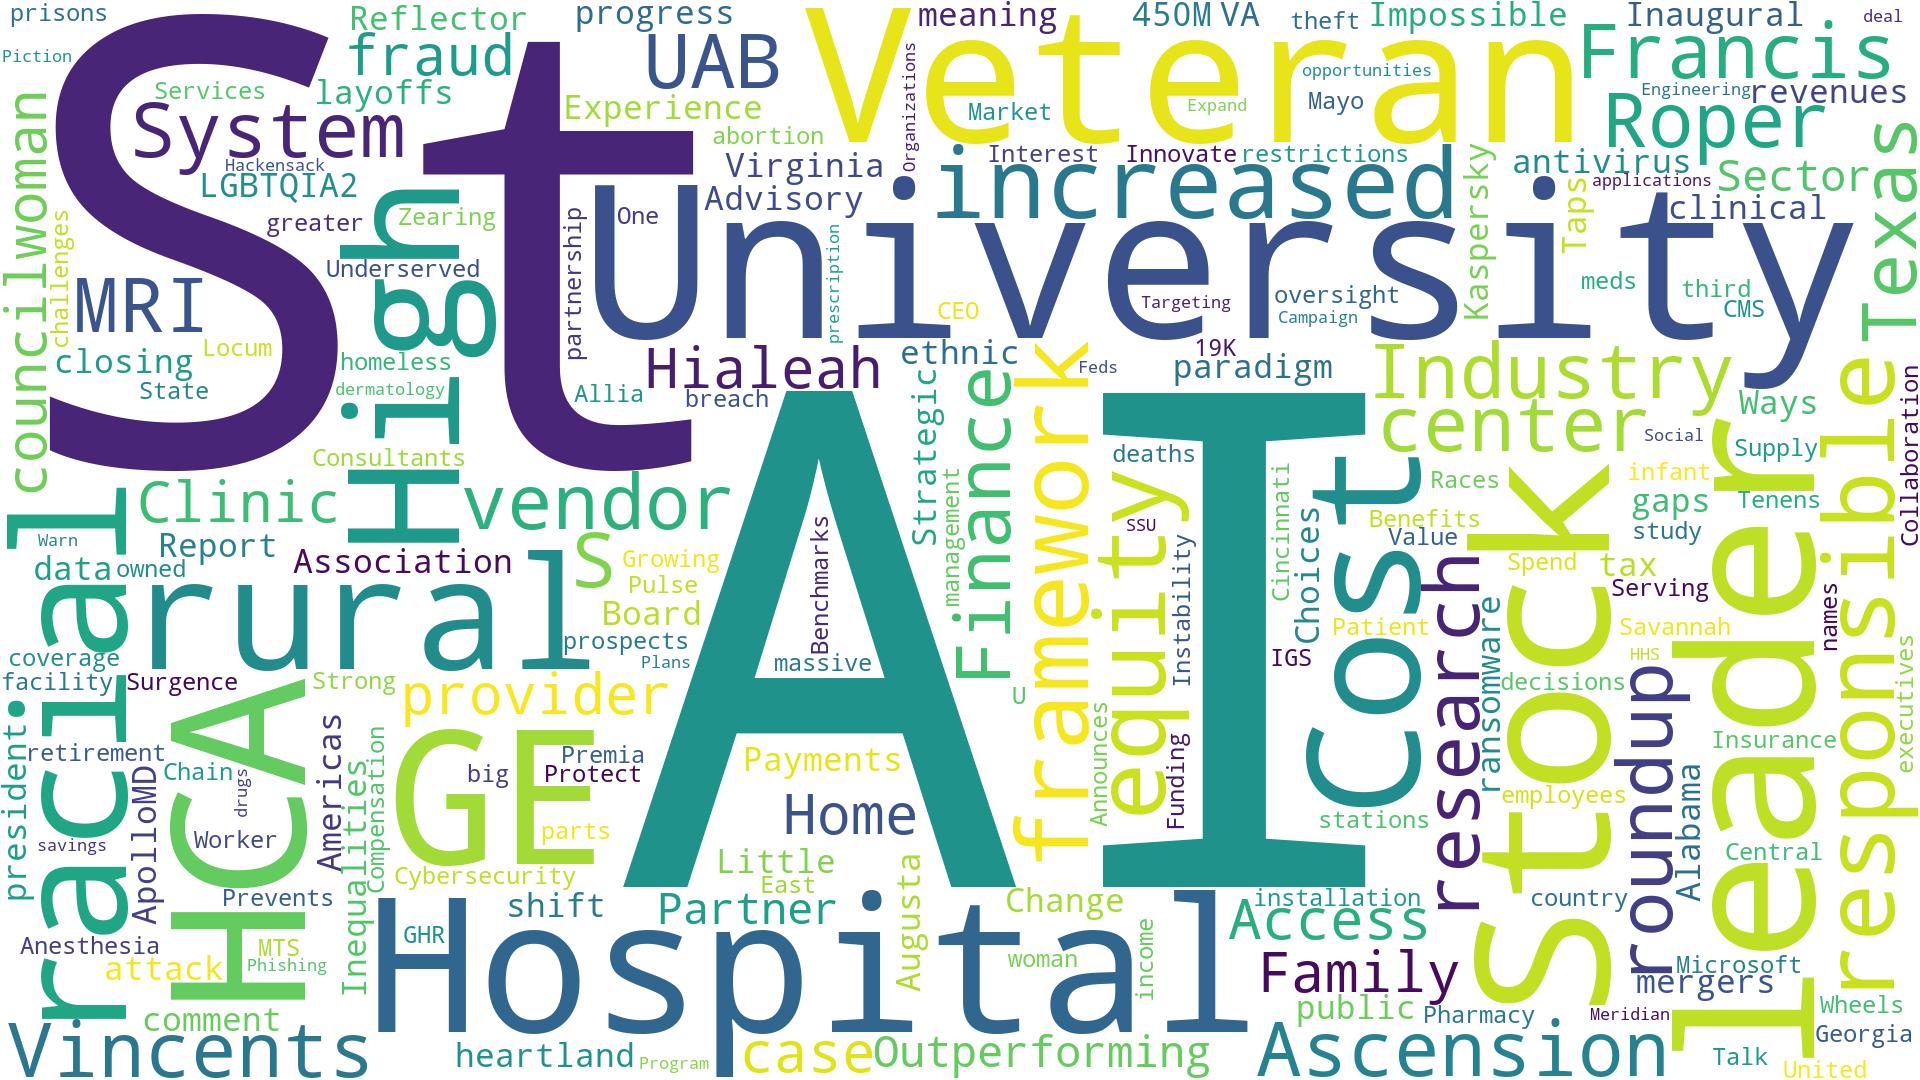 prisons
Reflector
progress
meaning
450M
VA
theft
Impossible
Inaugural
deal
Piction
fraud
UAB
Veteran
Francis
St
Services
layoffs
Experience
Organizations
Market
opportunities
Expand
Mayo
Engineering
revenues
System
abortion
Roper
councilwoman
Hackensack
LGBTQIA2
Virginia
Interest
Innovate
restrictions
antivirus
applications
Sector
Texas
greater
High
Zearing
Advisory
increased
Kaspersky
Taps
clinical
challenges
Underserved
partnership
One
University
prescription
MRI
CEO
Targeting
oversight
Campaign
meds
third
CMS
closing
Locum
homeless
Hialeah
ethnic
Feds
19K
paradigm
Industry
State
dermatology
Allia
breach
Strategic
Finance
framework
center
Ways
Collaboration
Consultants
AI
deaths
Social
Supply
Clinic
vendor
management
equity
Cincinnati
Cost
Races
Stock
infant
leader
responsible
racial
Warn
Report
Association
S
Growing
Benchmarks
SSU
Choices
Benefits
Value
gaps
Tenens
study
data
owned
rural
Pulse
Board
Instability
research
Spend
tax
Serving
names
coverage
prospects
Plans
massive
IGS
Patient
ransomware
Savannah
HHS
facility
Surgence
Strong
provider
U
decisions
roundup
executives
president
retirement
HCA
Americas
GE
Premia
Payments
Announces
Funding
Insurance
Chain
drugs
big
Protect
employees
savings
ApolloMD
Worker
Inequalities
Compensation
parts
Home
stations
Alabama
Central
Prevents
Cybersecurity
Little
East
Augusta
Change
installation
country
Anesthesia
MTS
GHR
shift
Partner
Access
attack
Phishing
Hospital
woman
income
Family
Microsoft
mergers
comment
public
Pharmacy
Meridian
Wheels
Vincents
heartland
Program
case
Outperforming
Ascension
Talk
Georgia
United